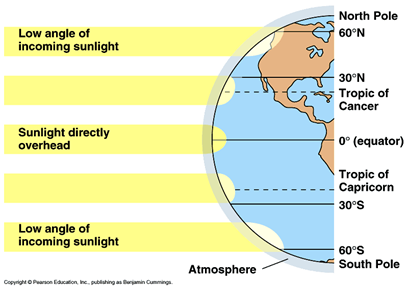 North Pole
Low angle of
incoming sunlight
60°N
30°N
Tropic of
Cancer
Sunlight directly
overhead
0° (equator)
Tropic of
Capricorn
30°S
Low angle of
incoming sunlight
60°S
South Pole
Atmosphere
Copyright © Pearson Education, Inc., publishing as Benjamin Cummings.